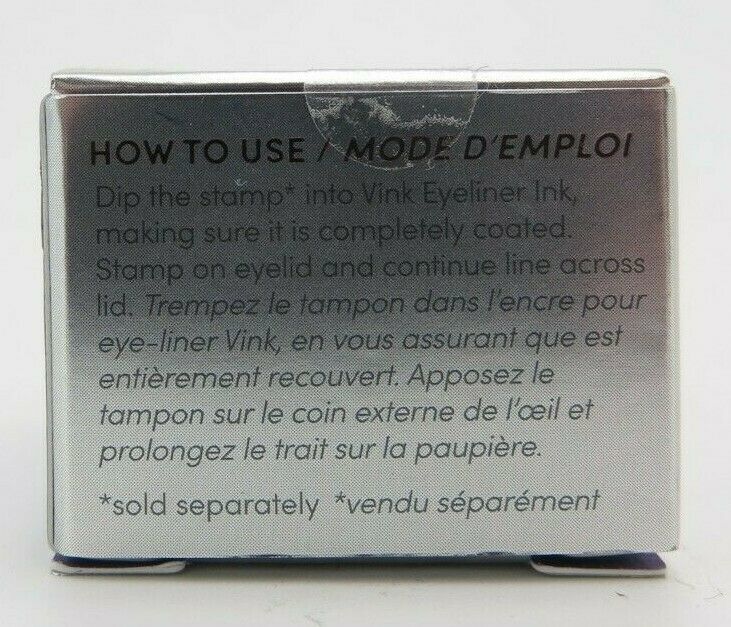 HOW TO USE / MODE D'EMPLOI
Dip the stamp* into Vink Eyeliner Ink,
making sure it is completely coated.
Stamp on eyelid and continue line across
lid. Trempez le tampon dans l'encre pour
eye-liner Vink, en vous assurant que est
entièrement recouvert. Apposez le
tampon sur le coin externe de l'œil et
prolongez le trait sur la paupière.
*sold separately *vendu séparément